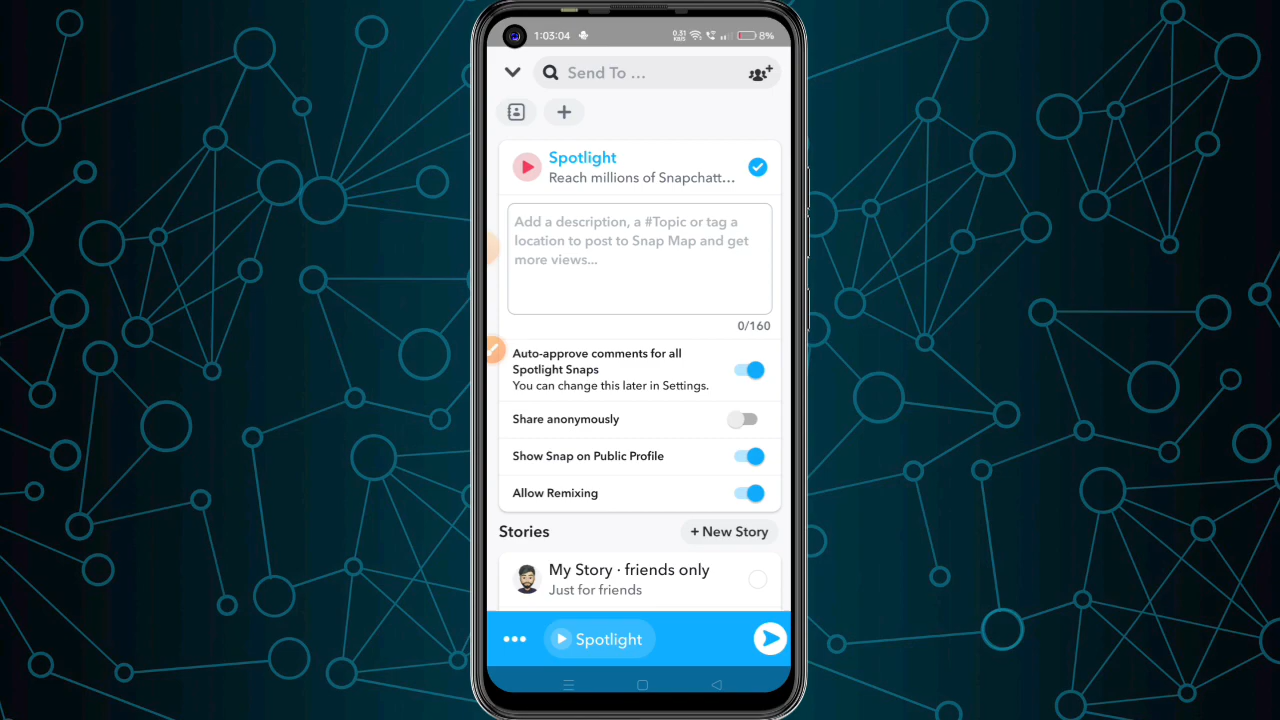 1:03:04
0.31 KB/S
8%
Send To ...
Spotlight
Reach millions of Snapchatt...
Add a description, a #Topic or tag a
location to post to Snap Map and get
more views...
0/160
Auto-approve comments for all
Spotlight Snaps
You can change this later in Settings.
Share anonymously
Show Snap on Public Profile
Allow Remixing
Stories
+ New Story
My Story · friends only
Just for friends
Spotlight